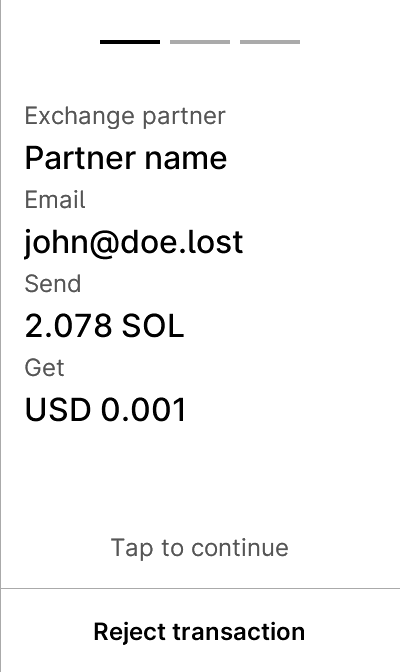 Exchange partner
Partner name
Email
john@doe.lost
Send
2.078 SOL
Get
USD 0.001
Tap to continue
Reject transaction